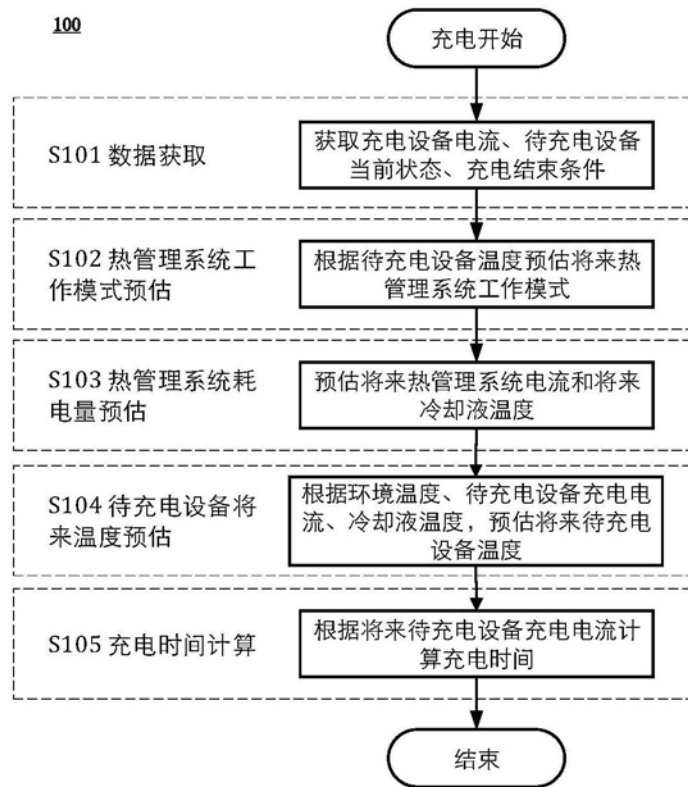 100
充电开始
S101 数据获取
获取充电设备电流、待充电设备
当前状态、充电结束条件
S102 热管理系统工
作模式预估
根据待充电设备温度预估将来热
管理系统工作模式
S103 热管理系统耗
电量预估
预估将来热管理系统电流和将来
冷却液温度
S104 待充电设备将
来温度预估
根据环境温度、待充电设备充电电
流、冷却液温度，预估将来待充电
设备温度
S105 充电时间计算
根据将来待充电设备充电电流计
算充电时间
结束